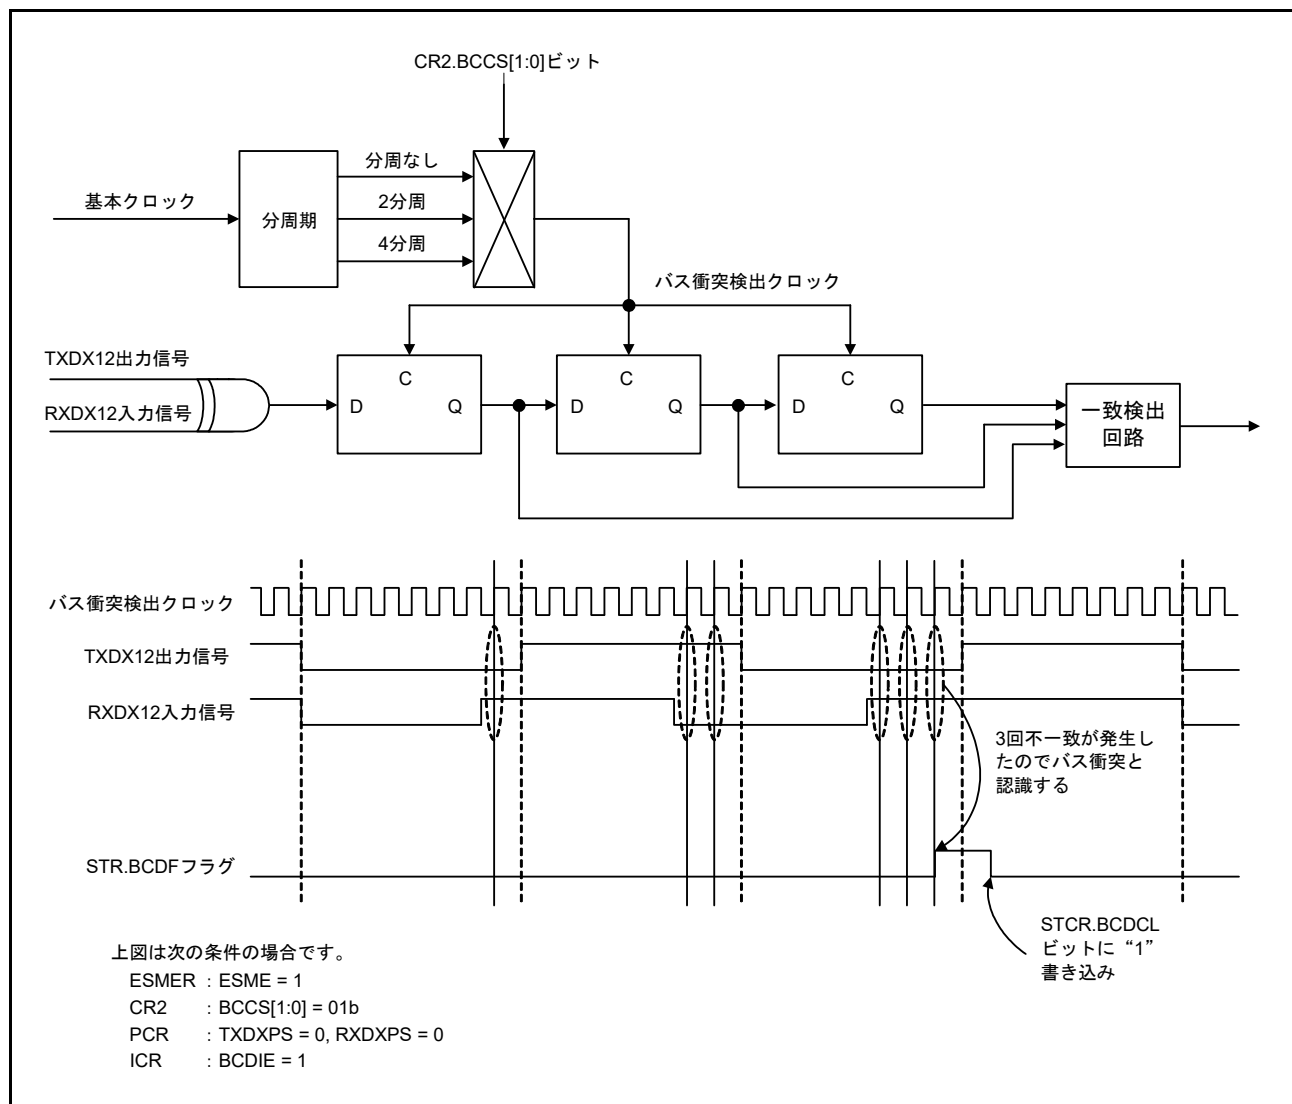 CR2.BCCS[1:0]ビット
分周なし
基本クロック
分周期
2分周
4分周
バス衝突検出クロック
TXDX12出力信号
RXDX12入力信号
C
D
Q
C
D
Q
C
D
Q
一致検出
回路
バス衝突検出クロック
TXDX12出力信号
RXDX12入力信号
3回不一致が発生し
たのでバス衝突と
認識する
STR.BCDFフラグ
STCR.BCDCL
ビットに“1”
書き込み
上図は次の条件の場合です。
ESMER : ESME = 1
CR2 : BCCS[1:0] = 01b
PCR : TXDXPS = 0, RXDXPS = 0
ICR : BCDIE = 1